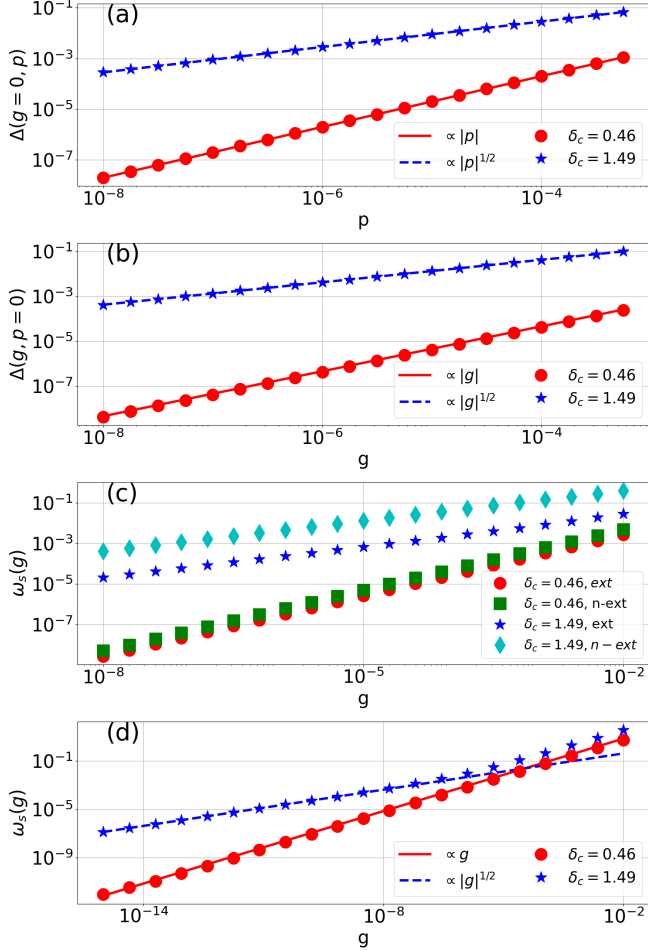 (a)
Δ(g = 0, p)
10⁻¹
10⁻³
10⁻⁵
10⁻⁷
∝ |p|
∝ |p|^{1/2}
δ_c = 0.46
δ_c = 1.49
10⁻⁸
10⁻⁶
10⁻⁴
p
(b)
Δ(g, p = 0)
10⁻¹
10⁻³
10⁻⁵
10⁻⁷
∝ |g|
∝ |g|^{1/2}
δ_c = 0.46
δ_c = 1.49
10⁻⁸
10⁻⁶
10⁻⁴
g
(c)
ω_s(g)
10⁻¹
10⁻³
10⁻⁵
10⁻⁷
δ_c = 0.46, ext
δ_c = 0.46, n-ext
δ_c = 1.49, ext
δ_c = 1.49, n − ext
10⁻⁸
10⁻⁵
10⁻²
g
(d)
ω_s(g)
10⁻¹
10⁻⁵
10⁻⁹
∝ g
∝ |g|^{1/2}
δ_c = 0.46
δ_c = 1.49
10⁻¹⁴
10⁻⁸
10⁻²
g